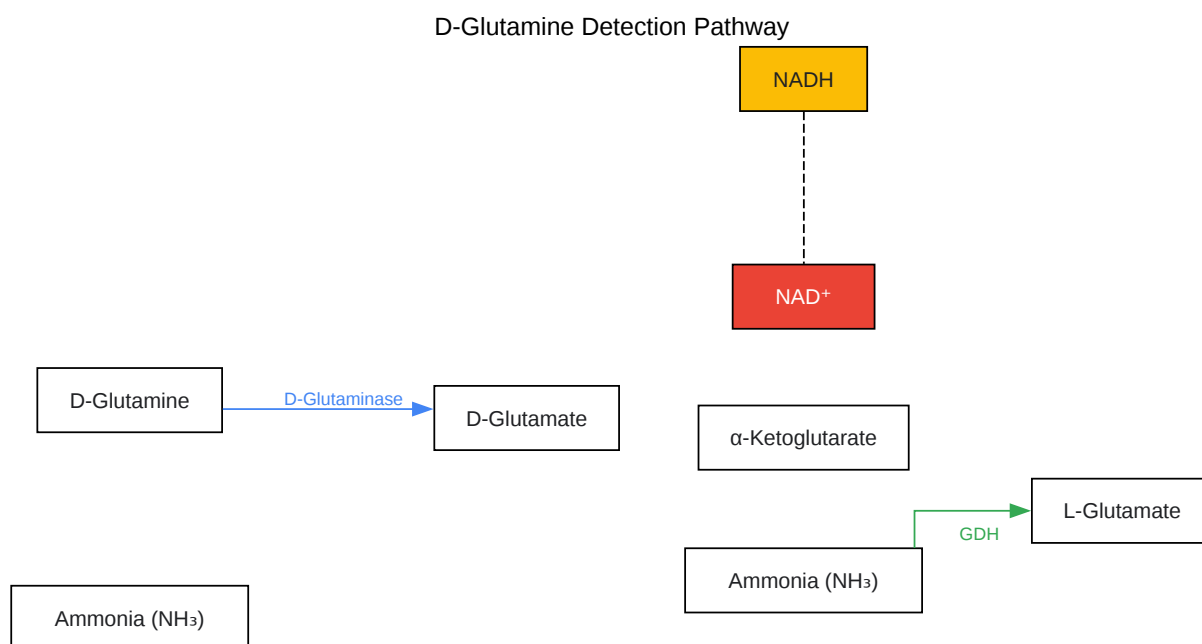 D-Glutamine Detection Pathway
NADH
NAD⁺
D-Glutamine
D-Glutaminase
D-Glutamate
α-Ketoglutarate
L-Glutamate
GDH
Ammonia (NH₃)
Ammonia (NH₃)